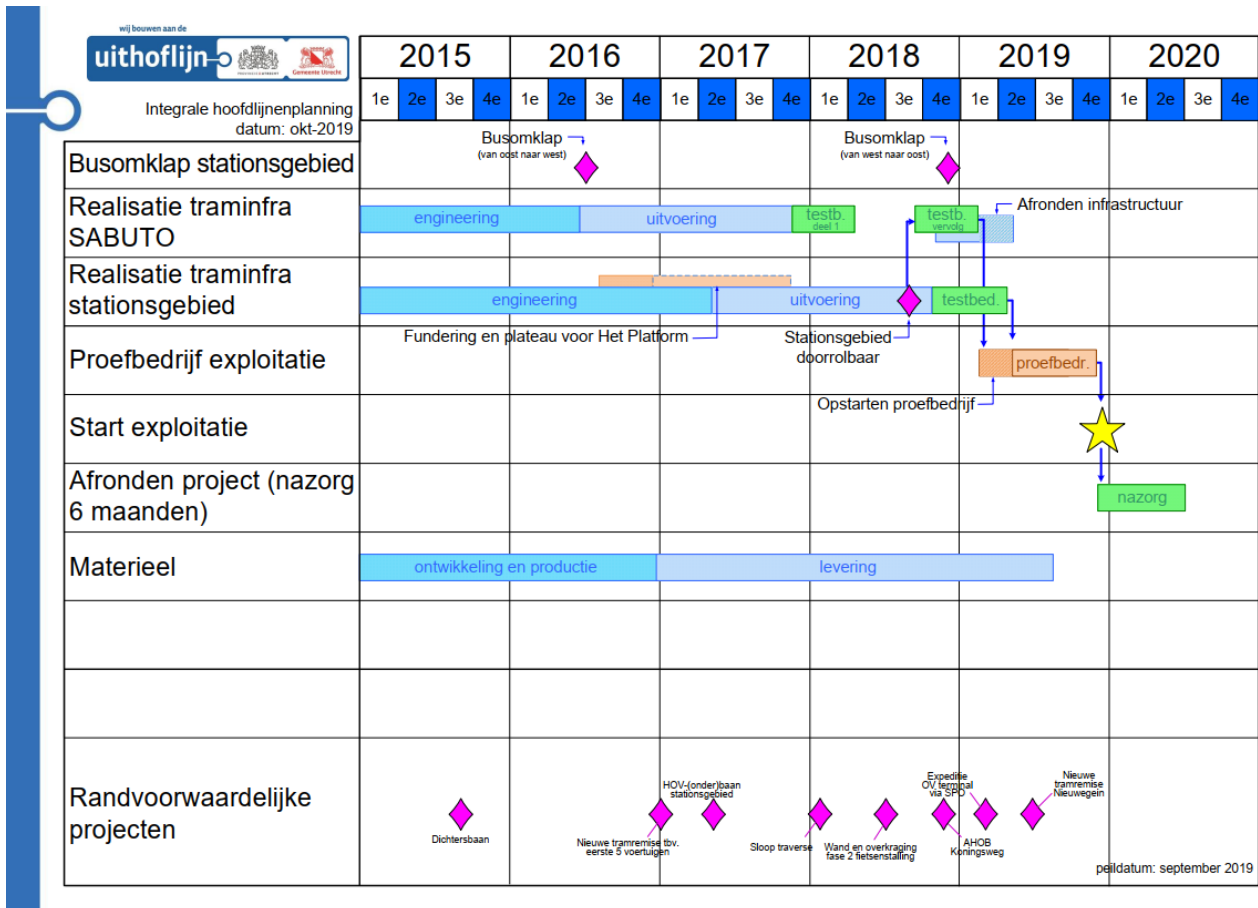 wij bouwen aan de
uithoflijn
PROVINCIE UTRECHT
Gemeente Utrecht
Integrale hoofdlijnenplanning
datum: okt-2019
2015 2016 2017 2018 2019 2020
1e 2e 3e 4e 1e 2e 3e 4e 1e 2e 3e 4e 1e 2e 3e 4e 1e 2e 3e 4e 1e 2e 3e 4e
Busomklap stationsgebied
Busomklap
(van oost naar west)
Busomklap
(van west naar oost)
Realisatie traminfra
SABUTO
engineering
uitvoering
testb.
deel 1
testb.
vervolg
Afronden infrastructuur
Realisatie traminfra
stationsgebied
engineering
uitvoering
testbed.
Fundering en plateau voor Het Platform
Stationsgebied
doorrolbaar
Proefbedrijf exploitatie
proefbedr.
Opstarten proefbedrijf
Start exploitatie
Afronden project (nazorg
6 maanden)
nazorg
Materieel
ontwikkeling en productie
levering
Randvoorwaardelijke
projecten
Dichtersbaan
Nieuwe tramremise tbv.
eerste 5 voertuigen
HOV-(onder)baan
stationsgebied
Sloop traverse
Wand en overkraging
fase 2 fietsenstalling
Expeditie
OV terminal
via SPO
AHOB
Koningsweg
Nieuwe
tramremise
Nieuwegein
peildatum: september 2019